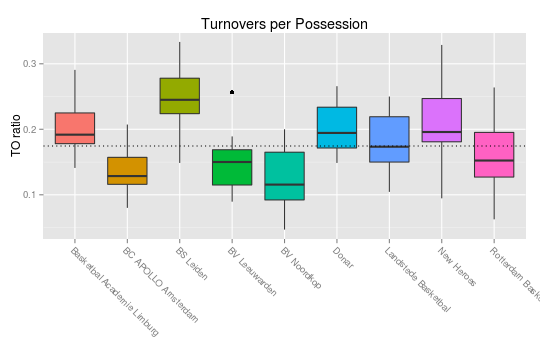 Turnovers per Possession
TO ratio
0.3
0.2
0.1
Basketbal Academie Limburg
BC APOLLO Amsterdam
BS Leiden
BV Leeuwarden
BV Noordkop
Donar
Landstede Basketbal
New Heroes
Rotterdam Bask